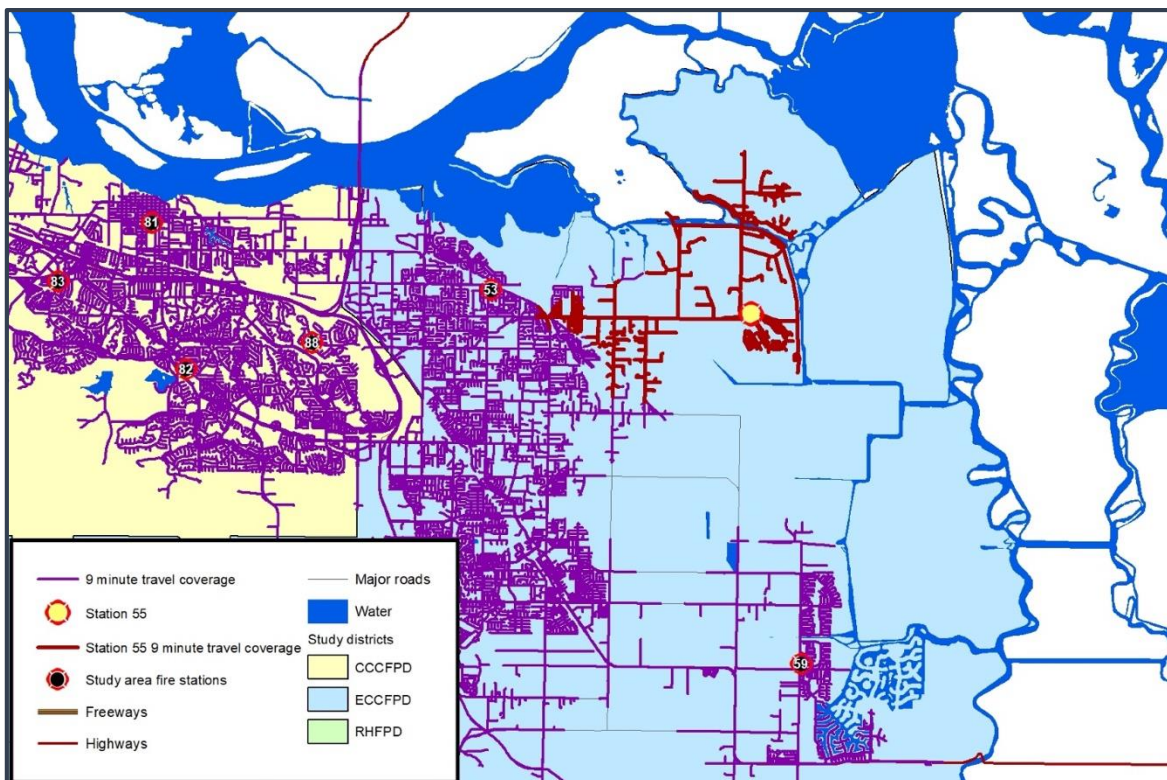 81
83
53
88
82
59
9 minute travel coverage
Station 55
Station 55 9 minute travel coverage
Study area fire stations
Freeways
Highways
Major roads
Water
Study districts
CCCFPD
ECCFPD
RHFPD